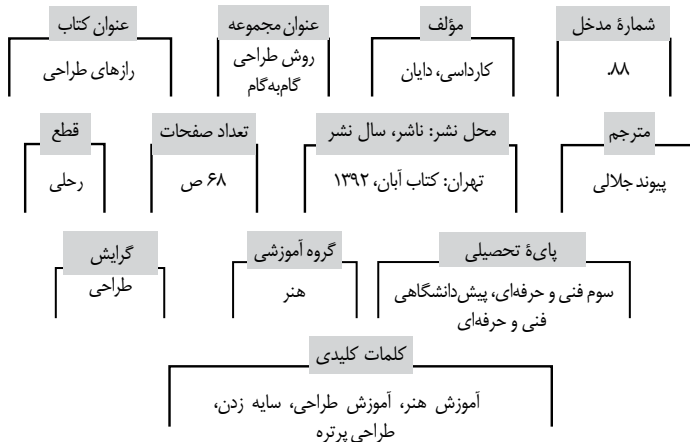 شمارۀ مدخل
مؤلف
عنوان مجموعه
عنوان کتاب
۸۸.
کارداسی، دایان
روش طراحی
گام‌به‌گام
رازهای طراحی
مترجم
محل نشر: ناشر، سال نشر
تعداد صفحات
قطع
پیوند جلالی
تهران: کتاب آبان، ۱۳۹۲
۶۸ ص
رحلی
پایۀ تحصیلی
گروه آموزشی
گرایش
سوم فنی و حرفه‌ای، پیش‌دانشگاهی
فنی و حرفه‌ای
هنر
طراحی
کلمات کلیدی
آموزش هنر، آموزش طراحی، سایه زدن،
طراحی پرتره